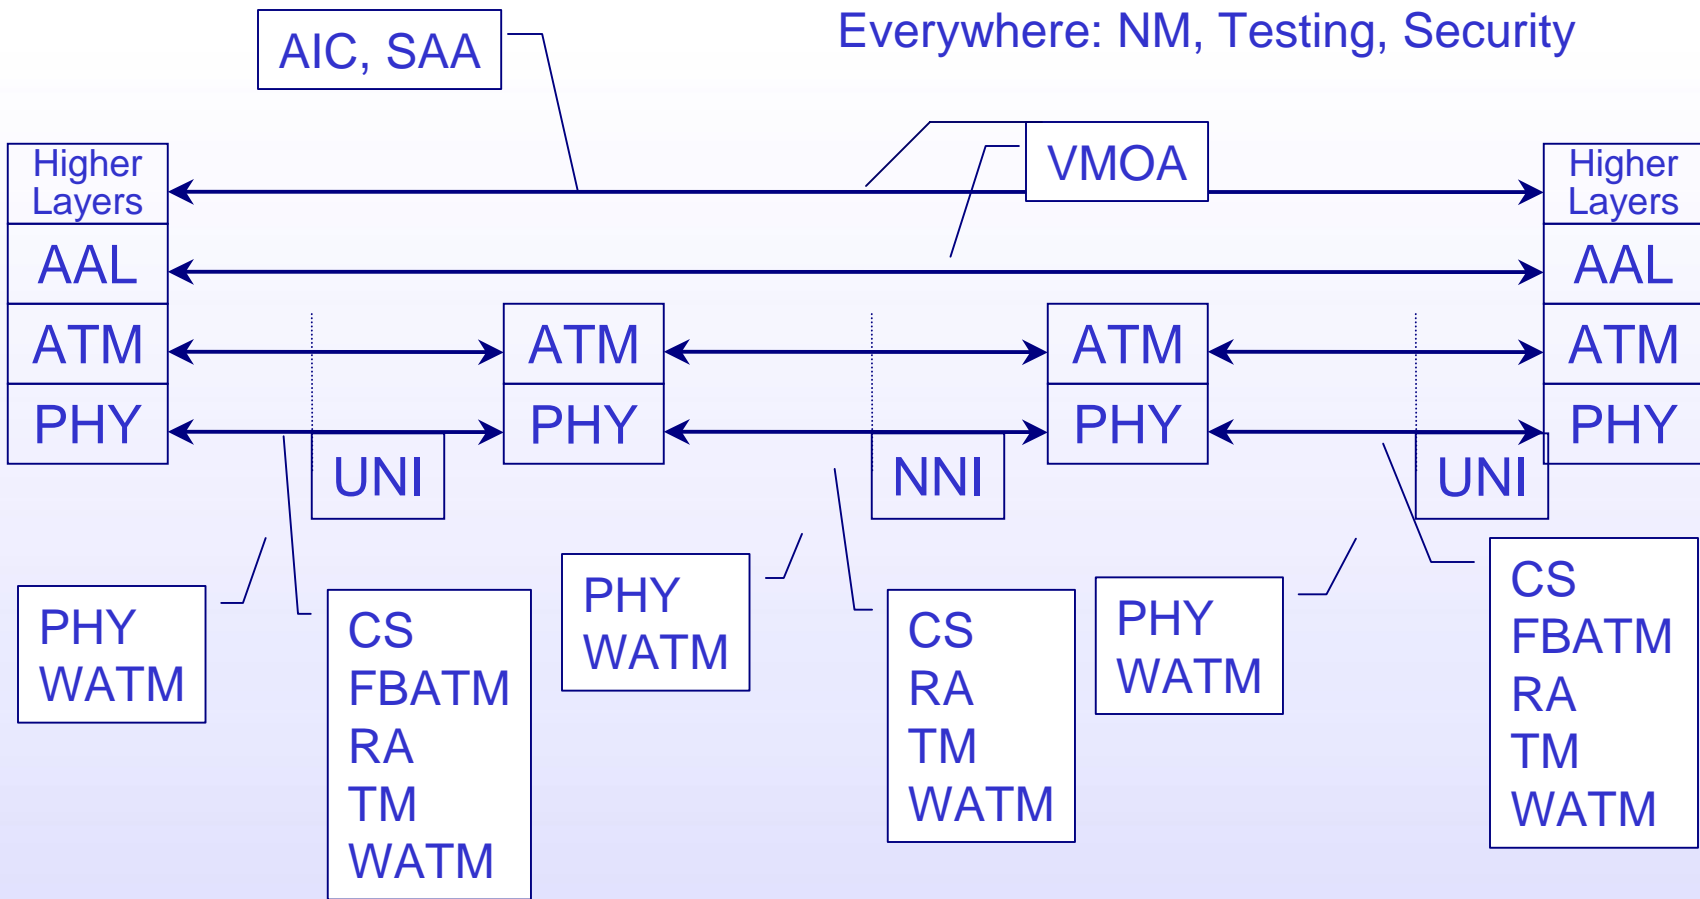 Everywhere: NM, Testing, Security
AIC, SAA
VMOA
Higher
Layers
Higher
Layers
AAL
AAL
ATM
ATM
ATM
ATM
PHY
PHY
PHY
PHY
UNI
NNI
UNI
PHY
WATM
CS
FBATM
RA
TM
WATM
PHY
WATM
CS
RA
TM
WATM
PHY
WATM
CS
FBATM
RA
TM
WATM